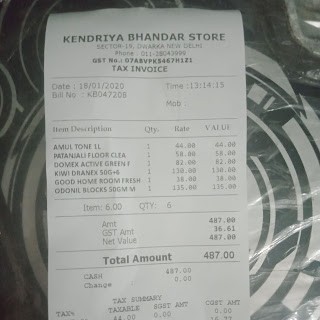 KENDRIYA BHANDAR STORE
SECTOR-19, DWARKA NEW DELHI
Phone : 011-28043999
GST No.: 07ABVPK5467H1Z1
TAX INVOICE
Date : 18/01/2020 Time :13:14:15
Bill No : KB047208
Mob :
Item Description Qty. Rate VALUE
AMUL TONE 1L 1 44.00 44.00
PATANJALI FLOOR CLEA 1 58.00 58.00
DOMEX ACTIVE GREEN F 1 82.00 82.00
KIWI DRANEX 50G+6 1 130.00 130.00
GOOD HOME ROOM FRESH 1 38.00 38.00
ODONIL BLOCKS 50GM M 1 135.00 135.00
Item: 6.00 QTY: 6
Amt 487.00
GST Amt 36.61
Net Value 487.00
Total Amount 487.00
CASH 487.00
Change 0.00
TAX SUMMARY
TAX% TAXABLE SGST AMT CGST AMT
44.00 0.00 0.00